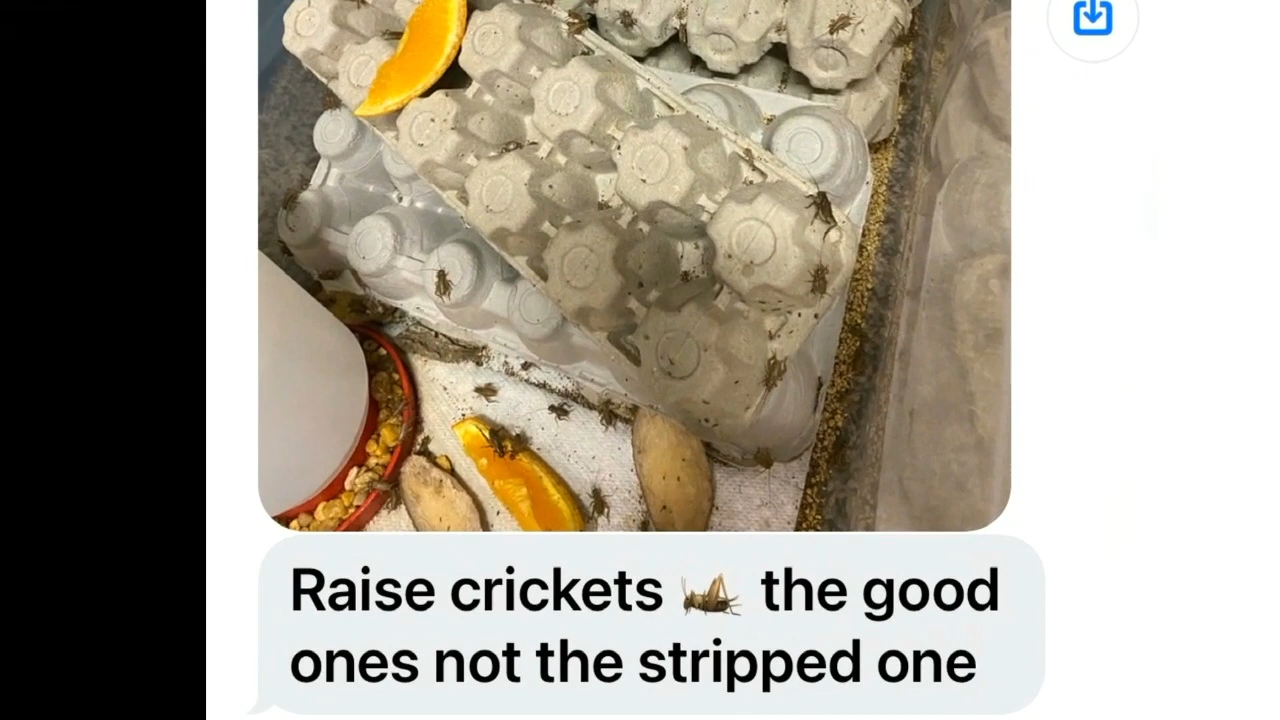 Raise crickets 🦗 the good
ones not the stripped one